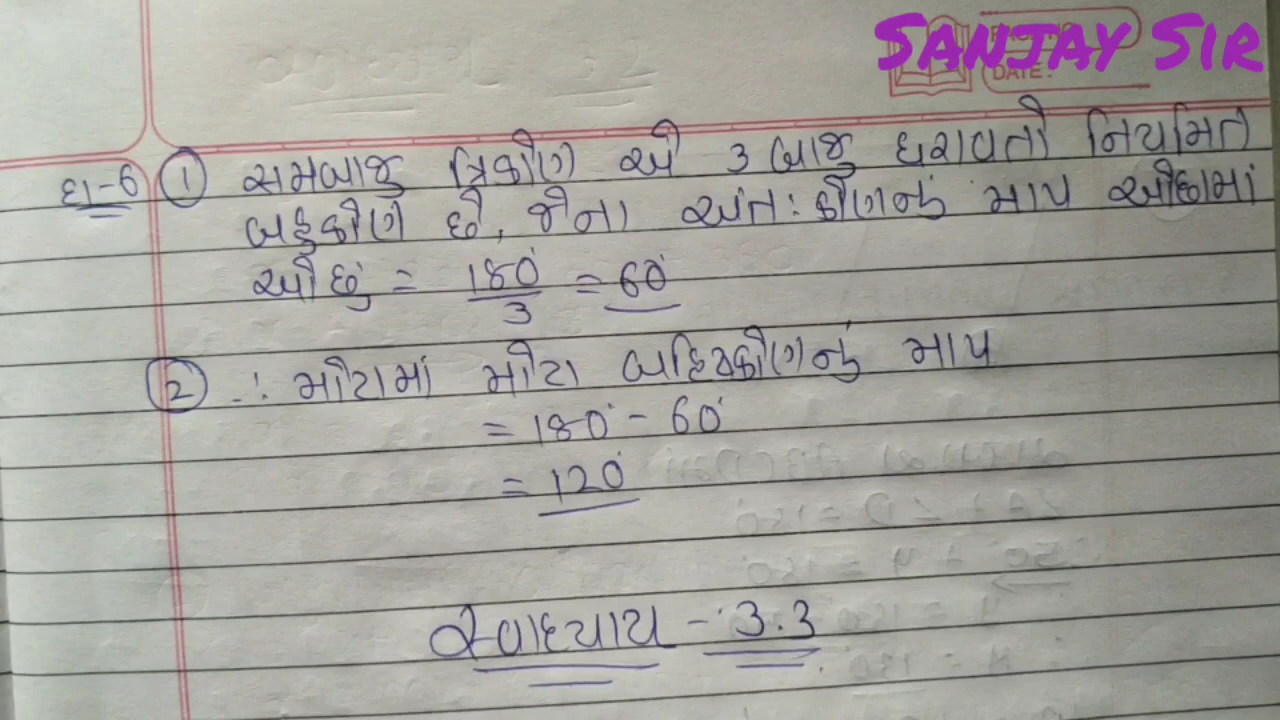 SANJAY SIR
DATE:
દા-6 ① સમબાજુ ત્રિકોણ એ 3 બાજુ ધરાવતો નિયમિત
બહુકોણ છે, જેના અંતઃકોણનું માપ ઓછામાં
ઓછું = 180°/3 = 60°
② ∴ મોટામાં મોટા બહિષ્કોણનું માપ
= 180° - 60°
= 120°
સ્વાધ્યાય - 3.3